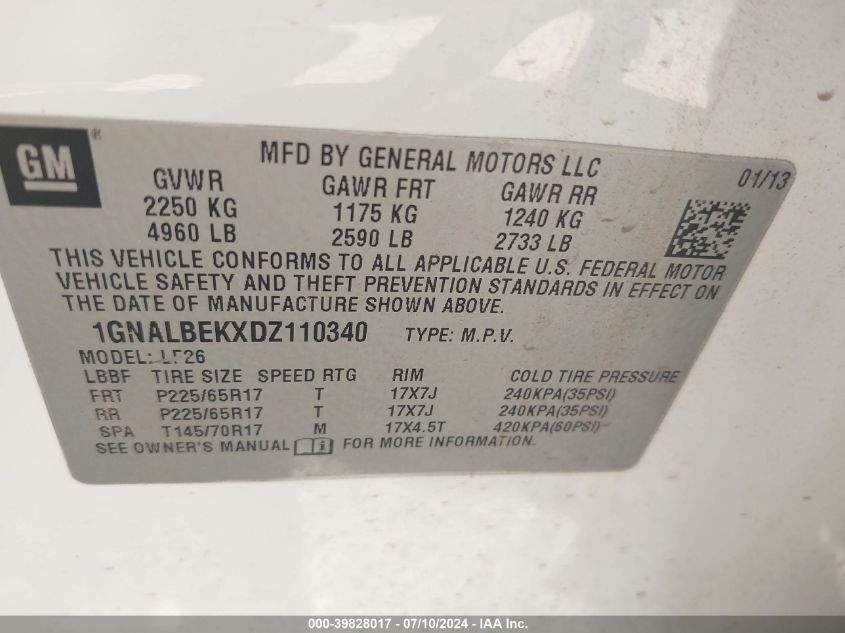 GM ®
MFD BY GENERAL MOTORS LLC
01/13
GVWR GAWR FRT GAWR RR
2250 KG 1175 KG 1240 KG
4960 LB 2590 LB 2733 LB
THIS VEHICLE CONFORMS TO ALL APPLICABLE U.S. FEDERAL MOTOR
VEHICLE SAFETY AND THEFT PREVENTION STANDARDS IN EFFECT ON
THE DATE OF MANUFACTURE SHOWN ABOVE.
1GNALBEKXDZ110340 TYPE: M.P.V.
MODEL: LF26
LBBF TIRE SIZE SPEED RTG RIM COLD TIRE PRESSURE
FRT P225/65R17 T 17X7J 240KPA(35PSI)
RR P225/65R17 T 17X7J 240KPA(35PSI)
SPA T145/70R17 M 17X4.5T 420KPA(60PSI)
SEE OWNER'S MANUAL FOR MORE INFORMATION.
000-39828017 - 07/10/2024 - IAA Inc.